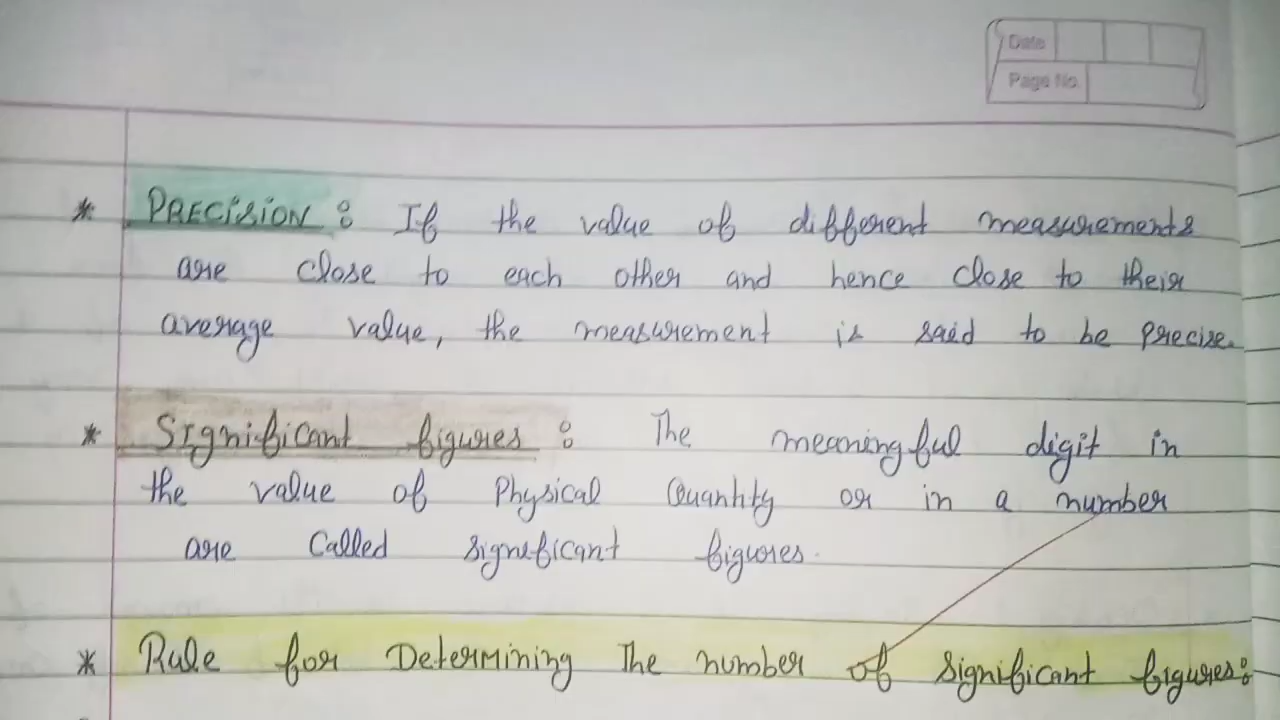 Date
Page No.
* PRECISION : If the value of different measurements
are close to each other and hence close to their
average value, the measurement is said to be precise.
* Significant figures : The meaningful digit in
the value of Physical Quantity or in a number
are Called significant figures.
* Rule for Determining The number of significant figures: